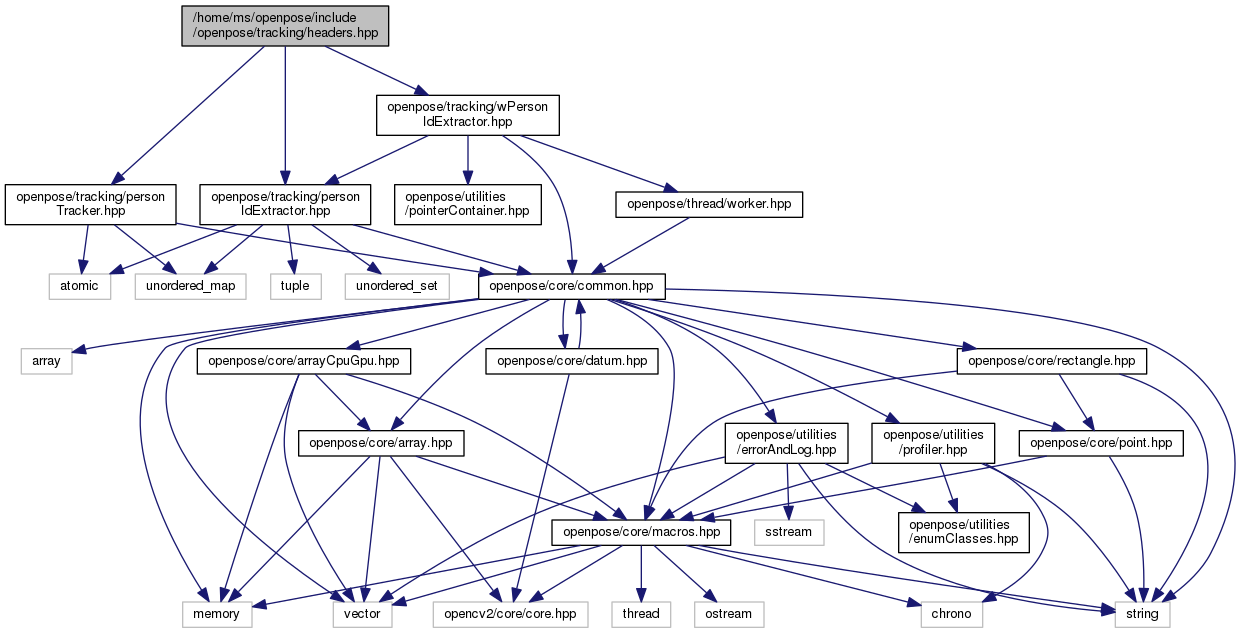 /home/ms/openpose/include
/openpose/tracking/headers.hpp
openpose/tracking/wPerson
IdExtractor.hpp
openpose/tracking/person
Tracker.hpp
openpose/tracking/person
IdExtractor.hpp
openpose/utilities
/pointerContainer.hpp
openpose/thread/worker.hpp
atomic
unordered_map
tuple
unordered_set
openpose/core/common.hpp
array
openpose/core/arrayCpuGpu.hpp
openpose/core/datum.hpp
openpose/core/rectangle.hpp
openpose/core/array.hpp
openpose/utilities
/errorAndLog.hpp
openpose/utilities
/profiler.hpp
openpose/core/point.hpp
openpose/core/macros.hpp
sstream
openpose/utilities
/enumClasses.hpp
memory
vector
opencv2/core/core.hpp
thread
ostream
chrono
string